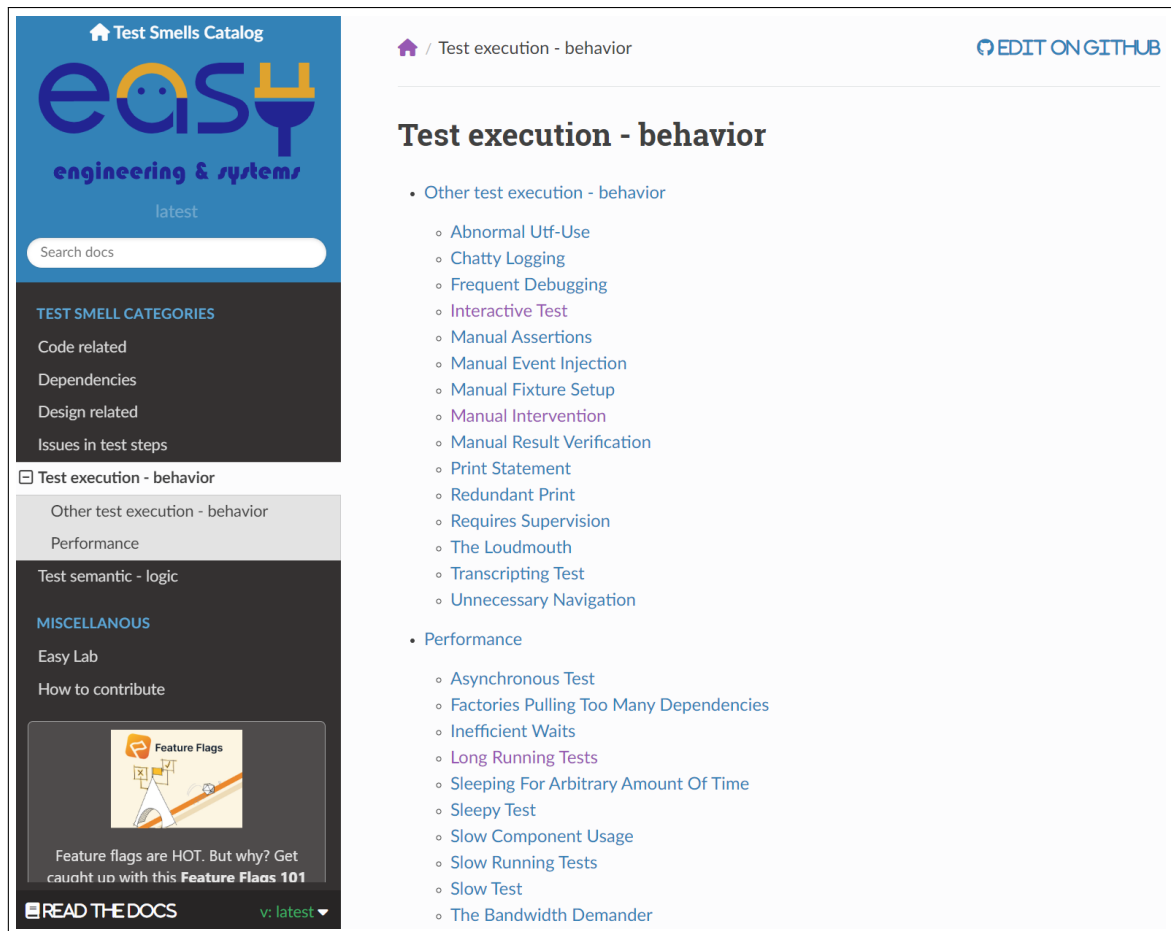 Test Smells Catalog
easy
engineering & systems
latest
Search docs
TEST SMELL CATEGORIES
Code related
Dependencies
Design related
Issues in test steps
Test execution - behavior
Other test execution - behavior
Performance
Test semantic - logic
MISCELLANOUS
Easy Lab
How to contribute
Feature Flags
Feature flags are HOT. But why? Get
caught up with this Feature Flags 101
READ THE DOCS
v: latest
/ Test execution - behavior
EDIT ON GITHUB
Test execution - behavior
Other test execution - behavior
Abnormal Utf-Use
Chatty Logging
Frequent Debugging
Interactive Test
Manual Assertions
Manual Event Injection
Manual Fixture Setup
Manual Intervention
Manual Result Verification
Print Statement
Redundant Print
Requires Supervision
The Loudmouth
Transcripting Test
Unnecessary Navigation
Performance
Asynchronous Test
Factories Pulling Too Many Dependencies
Inefficient Waits
Long Running Tests
Sleeping For Arbitrary Amount Of Time
Sleepy Test
Slow Component Usage
Slow Running Tests
Slow Test
The Bandwidth Demander